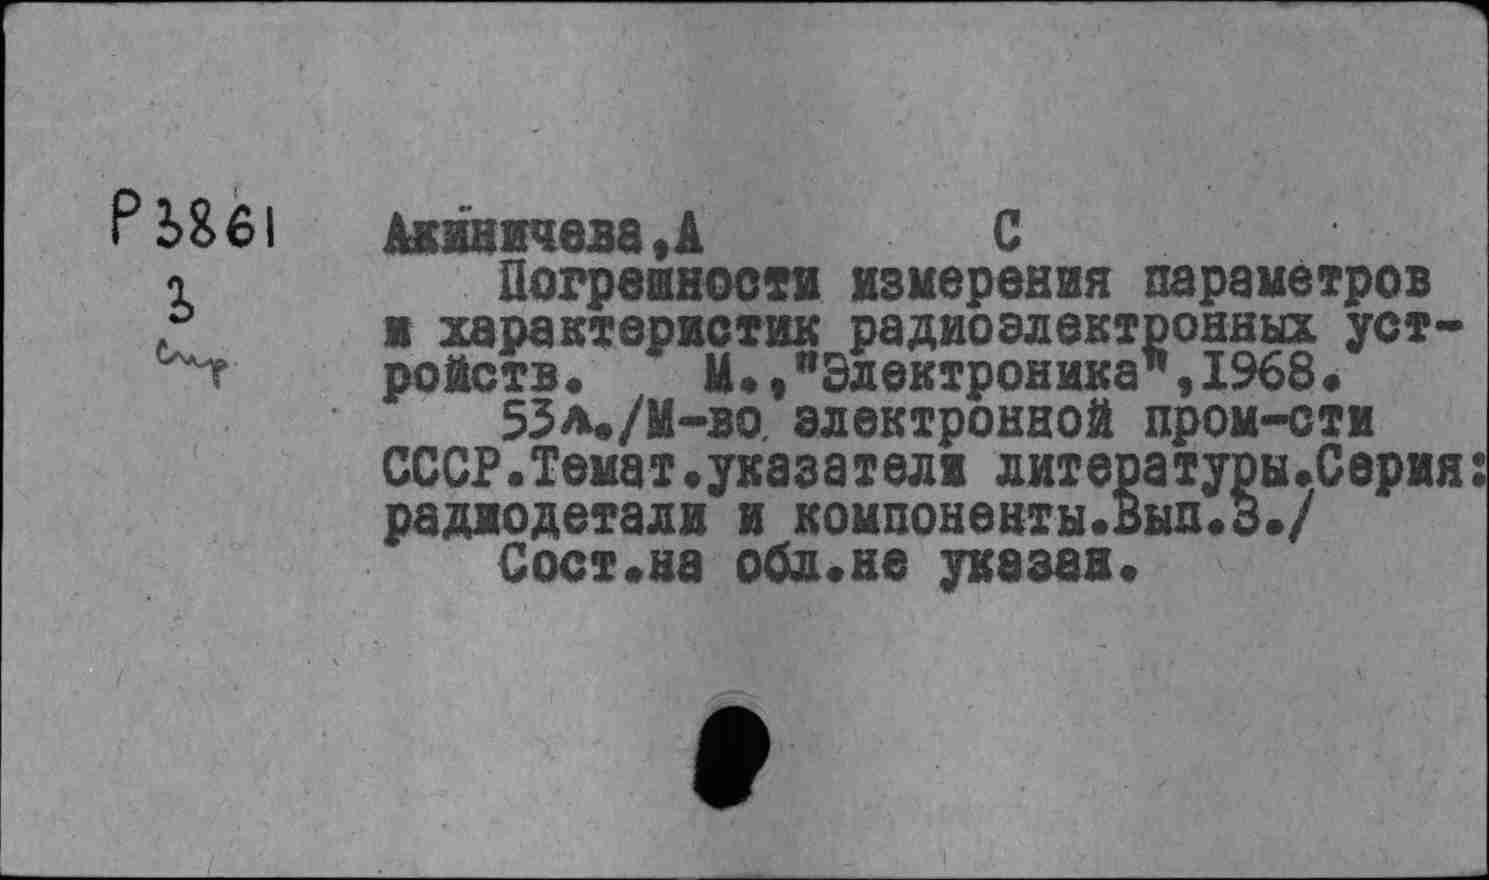 Р3861
Акиничева,А С
3
Погрешности измерения параметров
и характеристик радиоэлектронных уст-
ройств. М.,"Электроника",1968.
53л./М-во электронной пром-сти
СССР.Темат.указатели литературы.Серия:
радиодетали и компоненты.Вып.3./
Сост.на обл.не указан.